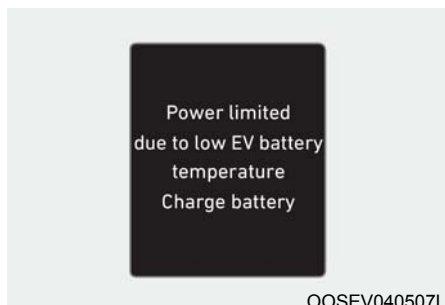 Power limited
due to low EV battery
temperature
Charge battery
OOSEV040507L